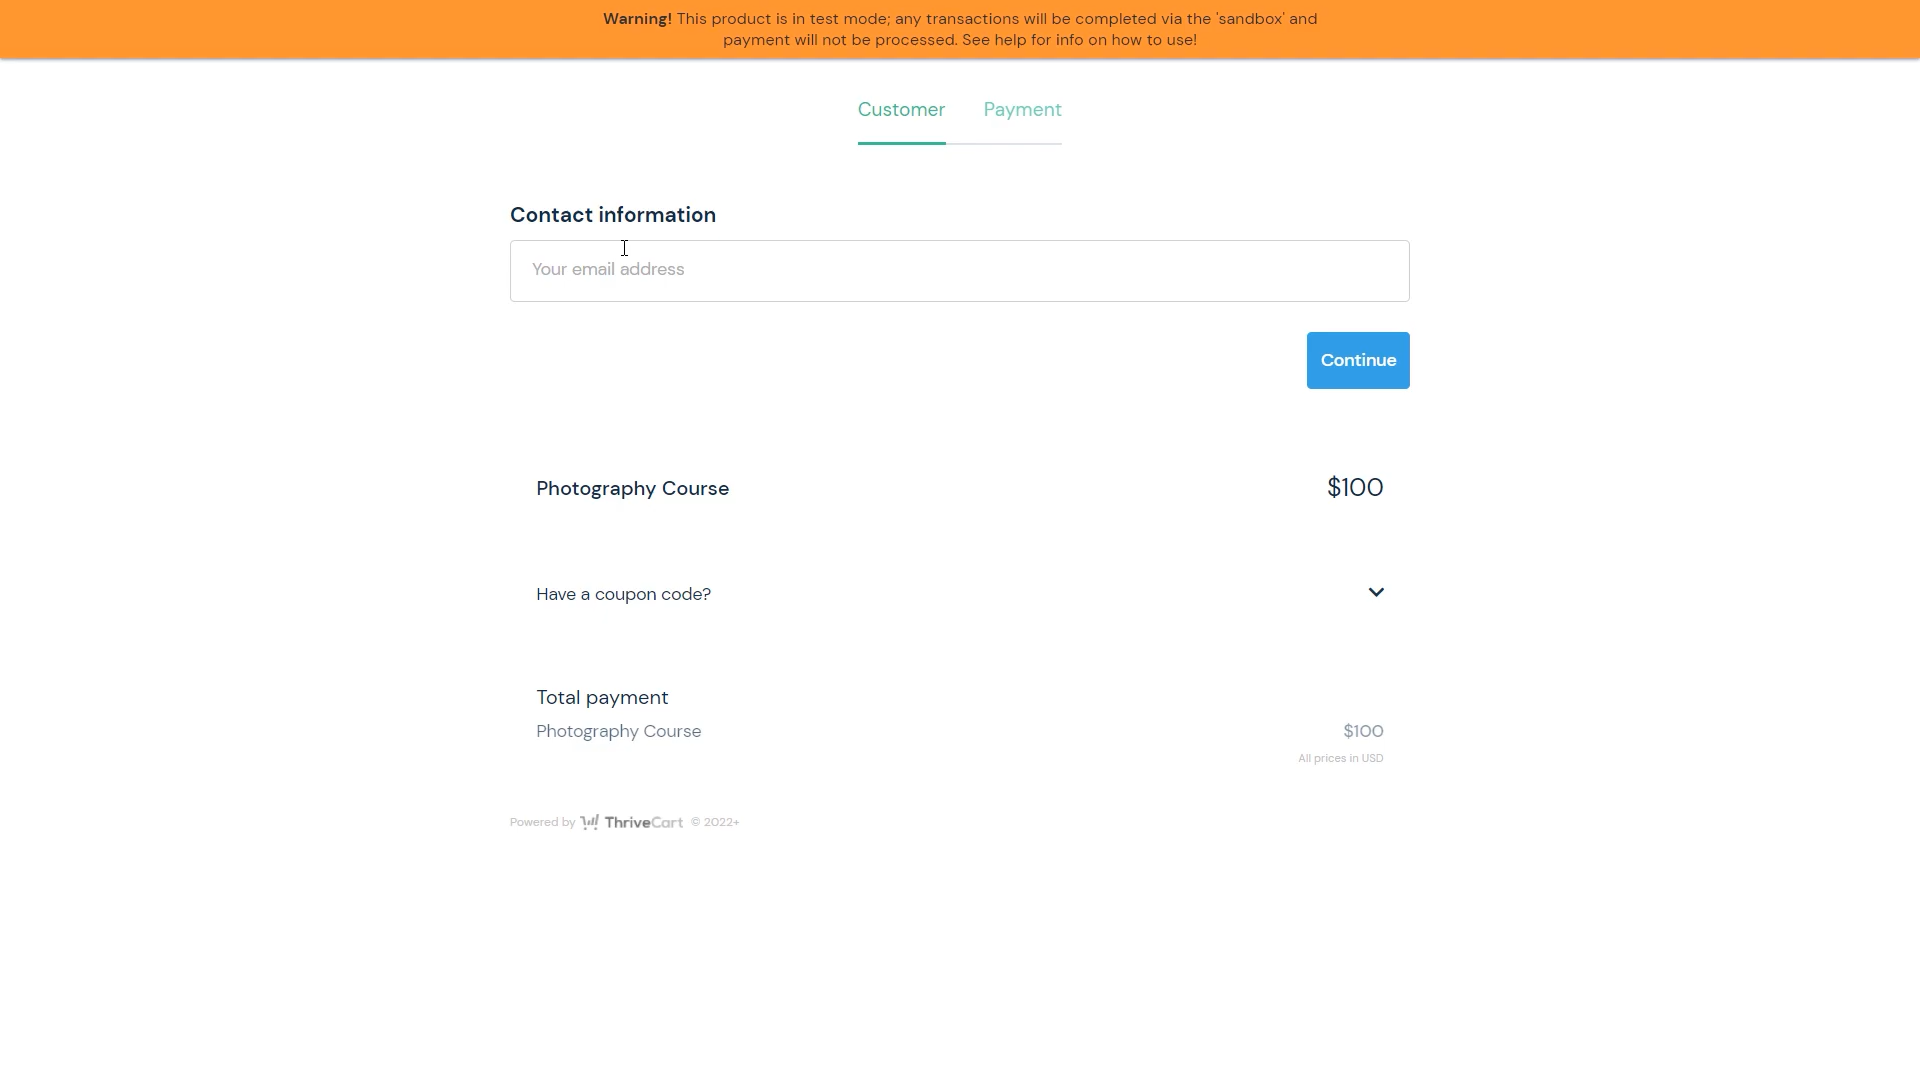 Warning! This product is in test mode; any transactions will be completed via the 'sandbox' and
payment will not be processed. See help for info on how to use!
Customer Payment
Contact information
Your email address
Continue
Photography Course $100
Have a coupon code?
Total payment
Photography Course $100
All prices in USD
Powered by ThriveCart © 2022+